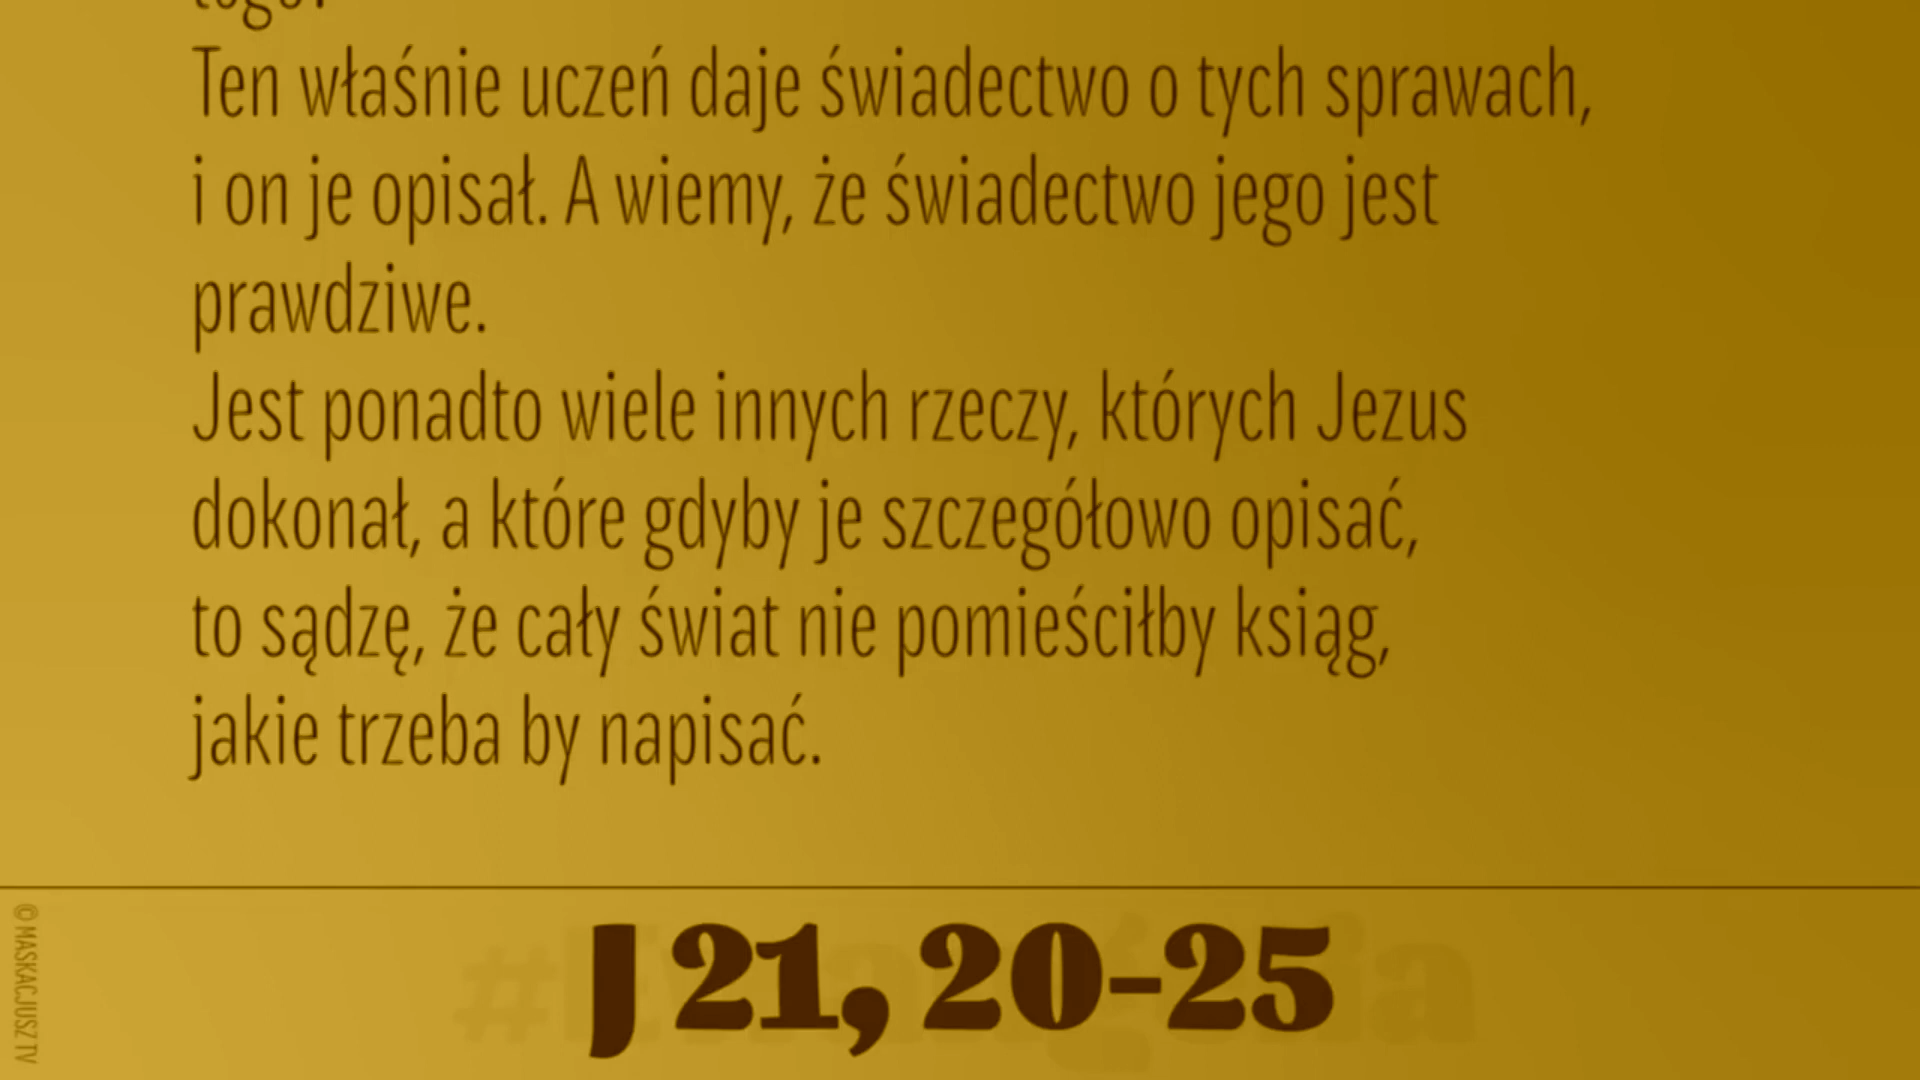 tego?
Ten właśnie uczeń daje świadectwo o tych sprawach,
i on je opisał. A wiemy, że świadectwo jego jest
prawdziwe.
Jest ponadto wiele innych rzeczy, których Jezus
dokonał, a które gdyby je szczegółowo opisać,
to sądzę, że cały świat nie pomieściłby ksiąg,
jakie trzeba by napisać.
© MASKACJUSZ TV
J 21, 20-25